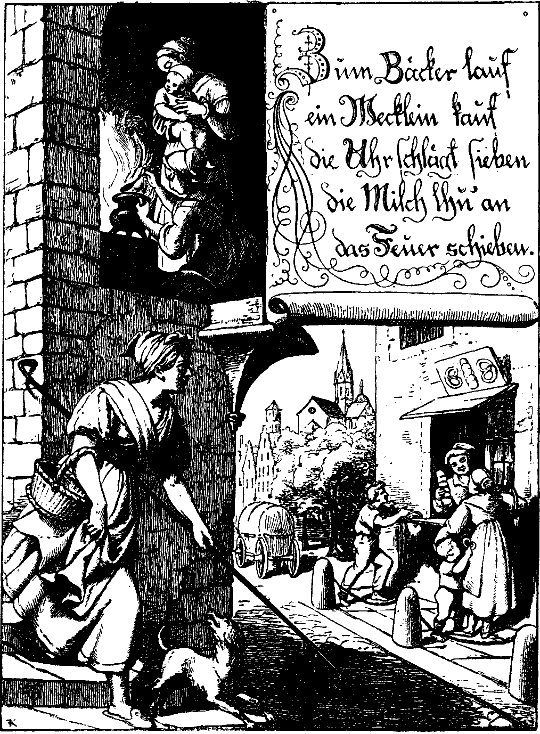 Zum Bäcker lauf,
ein Wecklein kauf
die Uhr schlägt sieben
die Milch thu' an
das Feuer schieben.